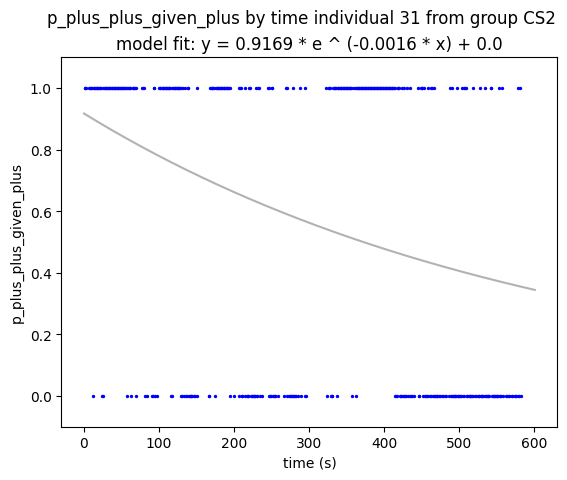 p_plus_plus_given_plus by time individual 31 from group CS2
model fit: y = 0.9169 * e ^ (-0.0016 * x) + 0.0
p_plus_plus_given_plus
1.0
0.8
0.6
0.4
0.2
0.0
0 100 200 300 400 500 600
time (s)